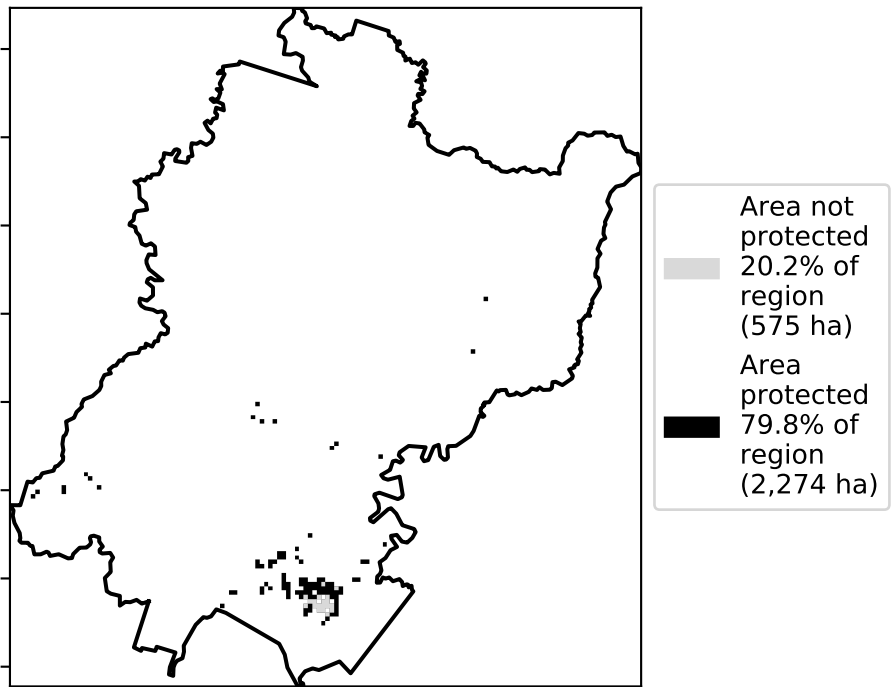 Area not
protected
20.2% of
region
(575 ha)
Area
protected
79.8% of
region
(2,274 ha)